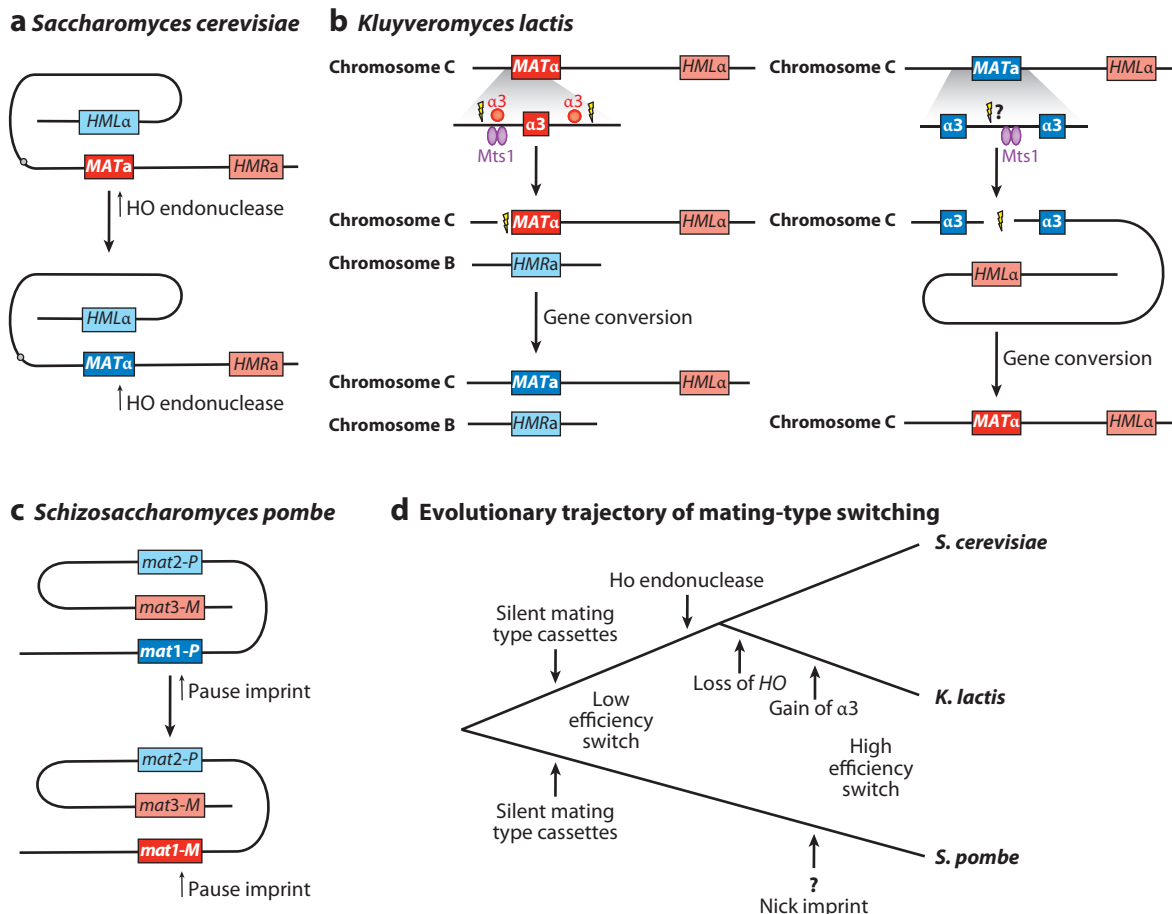 a Saccharomyces cerevisiae
HMLα
MATa
HMRa
HO endonuclease
HMLα
MATα
HMRa
HO endonuclease
b Kluyveromyces lactis
Chromosome C
MATα
HMLα
α3
α3
α3
Mts1
Chromosome C
MATα
HMLα
Chromosome B
HMRa
Gene conversion
Chromosome C
MATa
HMLα
Chromosome B
HMRa
Chromosome C
MATa
HMLα
?
α3
α3
Mts1
Chromosome C
α3
α3
HMLα
Gene conversion
Chromosome C
MATα
HMLα
c Schizosaccharomyces pombe
mat2-P
mat3-M
mat1-P
Pause imprint
mat2-P
mat3-M
mat1-M
Pause imprint
d Evolutionary trajectory of mating-type switching
S. cerevisiae
Ho endonuclease
Silent mating
type cassettes
Loss of HO
Gain of α3
K. lactis
Low
efficiency
switch
High
efficiency
switch
Silent mating
type cassettes
S. pombe
?
Nick imprint